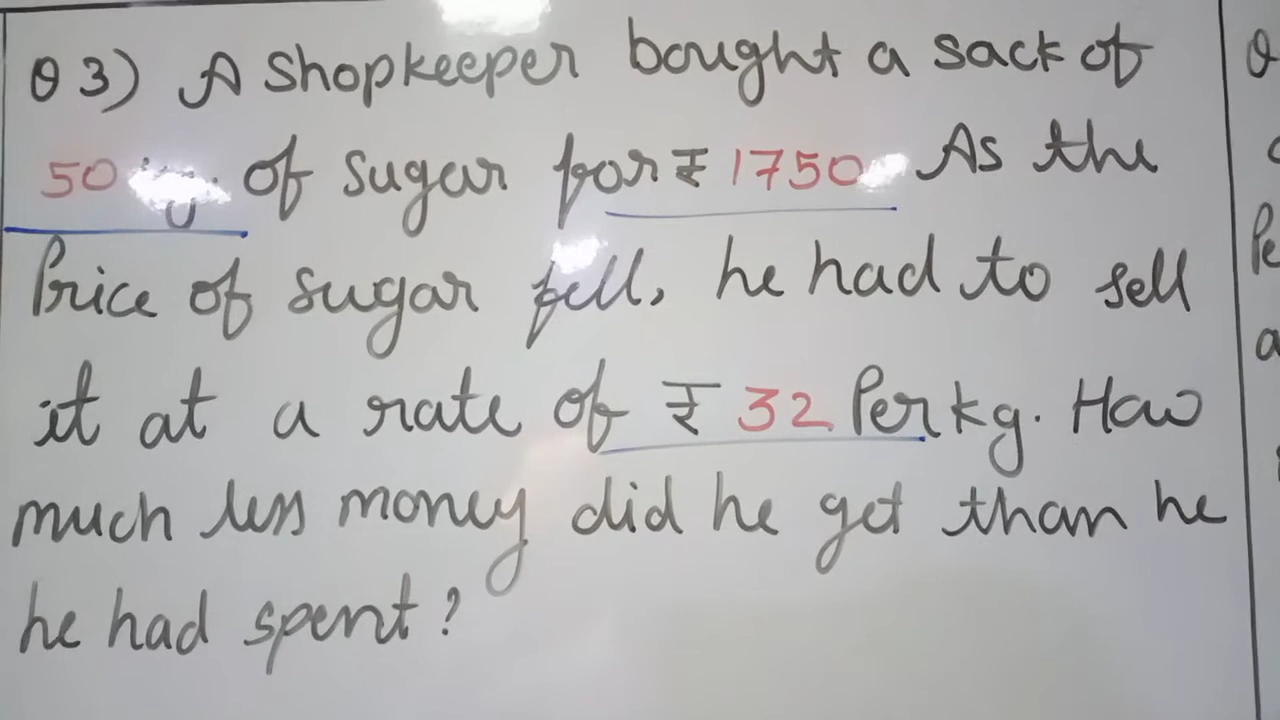 Q 3) A Shopkeeper bought a sack of
50 of sugar for ₹ 1750 As the
Price of sugar fell, he had to sell
it at a rate of ₹ 32 Per kg. How
much less money did he get than he
he had spent?